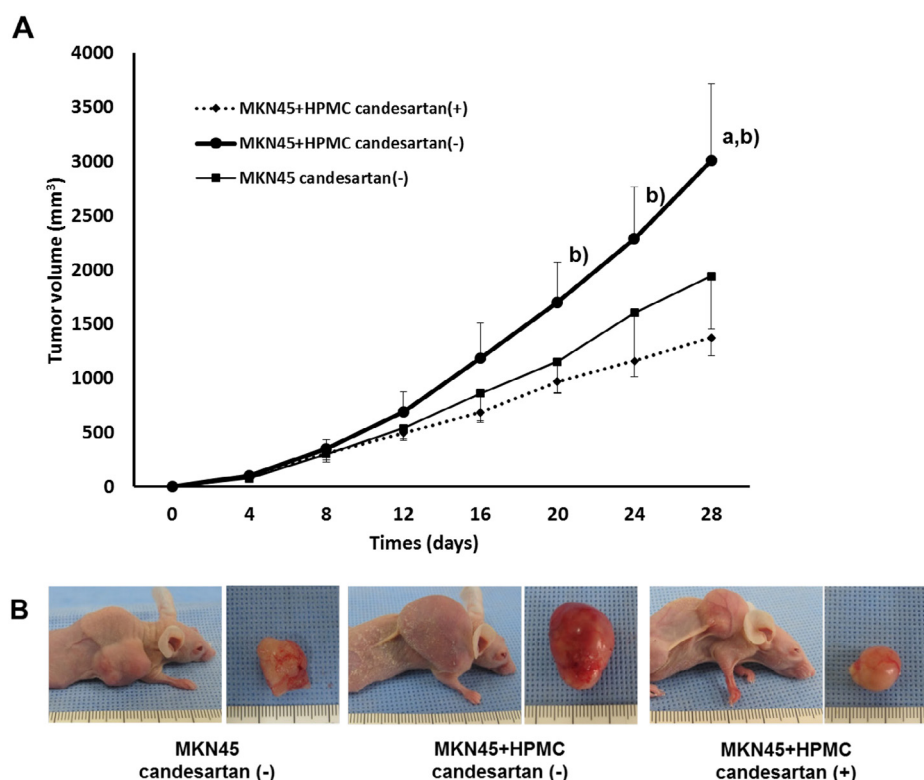 A
4000
3500
3000
2500
2000
1500
1000
500
0
Tumor volume (mm³)
MKN45+HPMC candesartan(+)
MKN45+HPMC candesartan(-)
MKN45 candesartan(-)
b)
b)
a,b)
0 4 8 12 16 20 24 28
Times (days)
B
MKN45
candesartan (-)
MKN45+HPMC
candesartan (-)
MKN45+HPMC
candesartan (+)